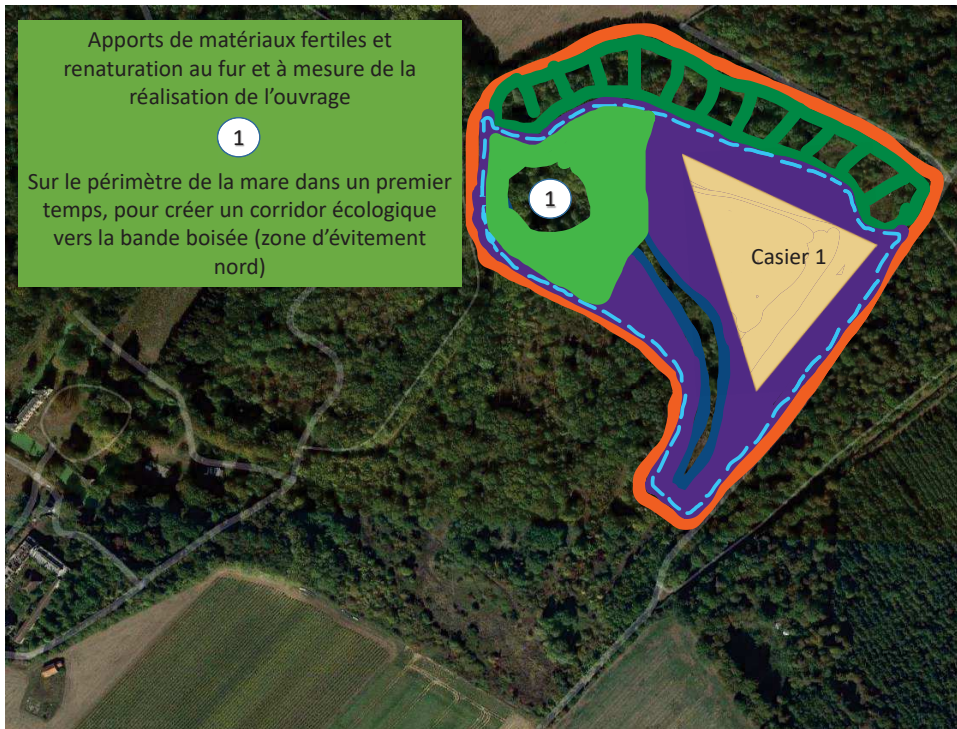 Apports de matériaux fertiles et
renaturation au fur et à mesure de la
réalisation de l’ouvrage
1
Sur le périmètre de la mare dans un premier
temps, pour créer un corridor écologique
vers la bande boisée (zone d’évitement
nord)
1
Casier 1